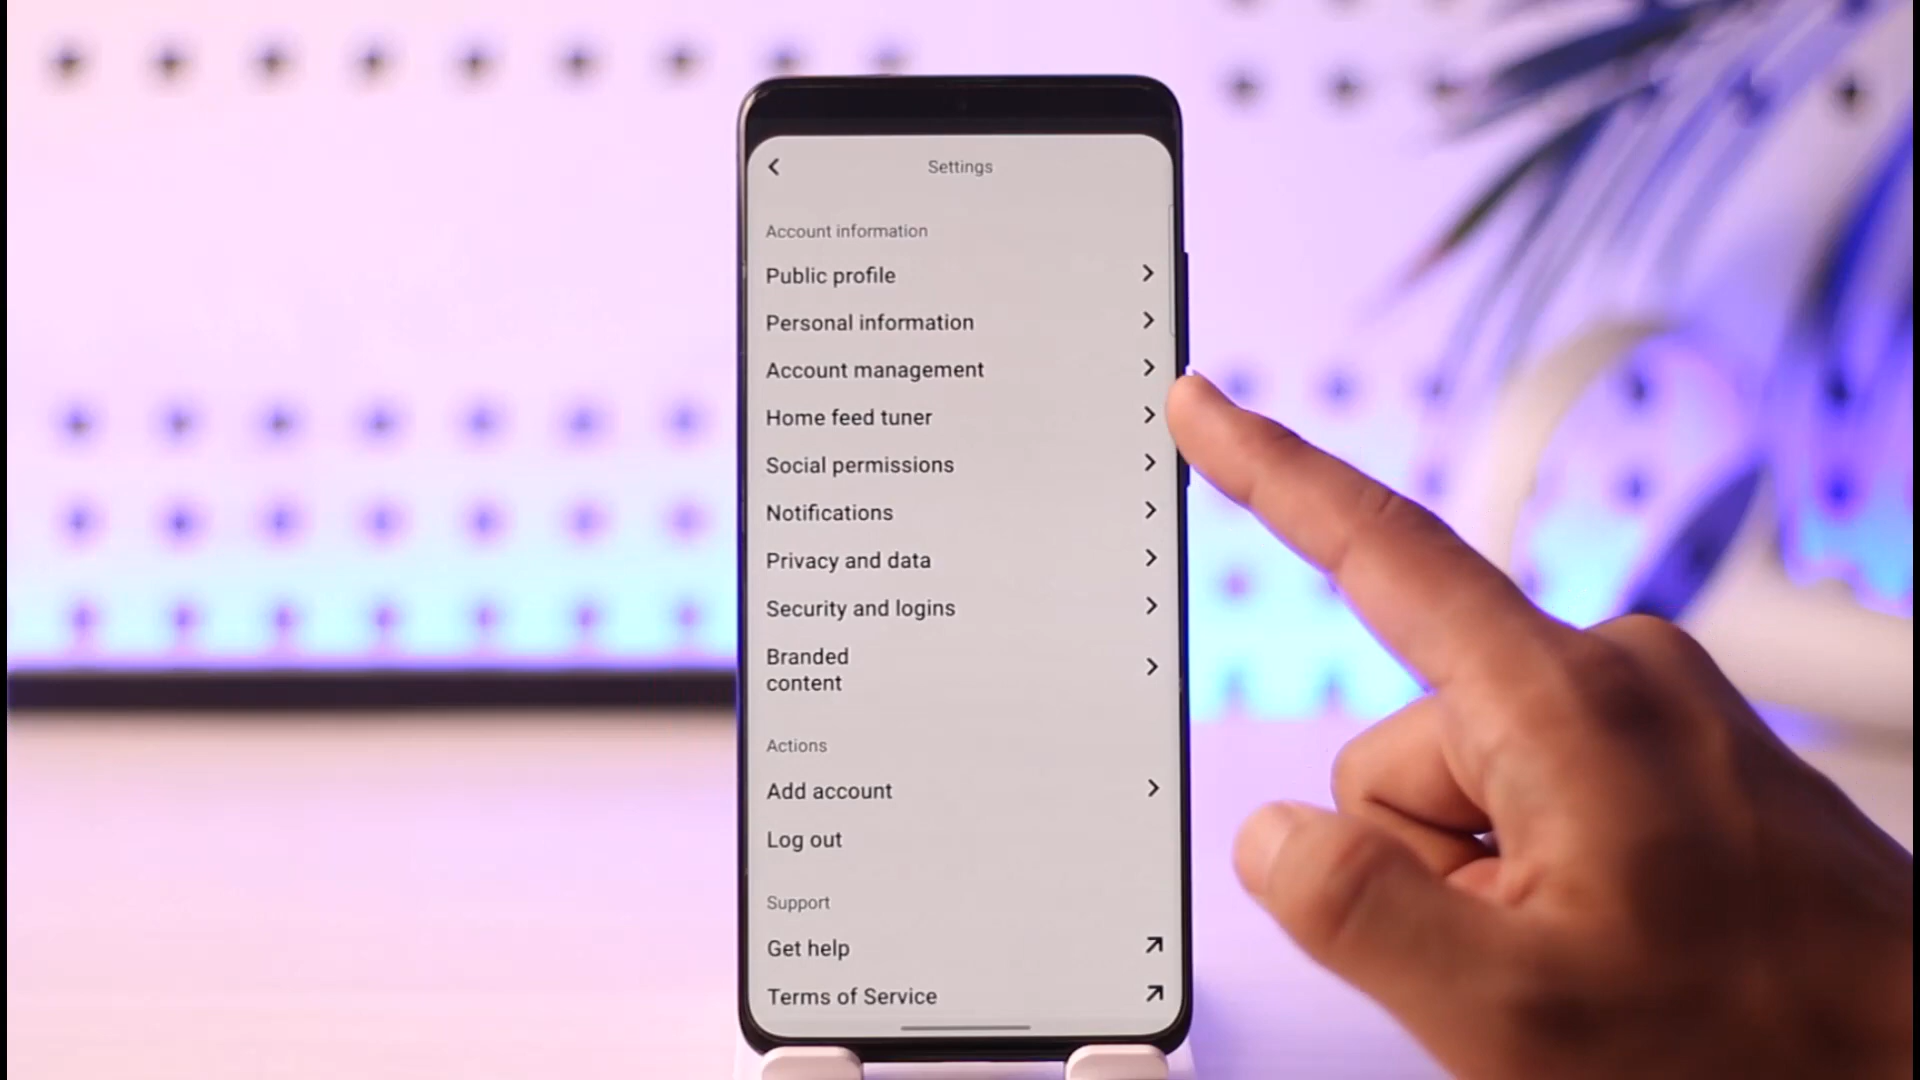 Settings
Account information
Public profile
Personal information
Account management
Home feed tuner
Social permissions
Notifications
Privacy and data
Security and logins
Branded
content
Actions
Add account
Log out
Support
Get help
Terms of Service